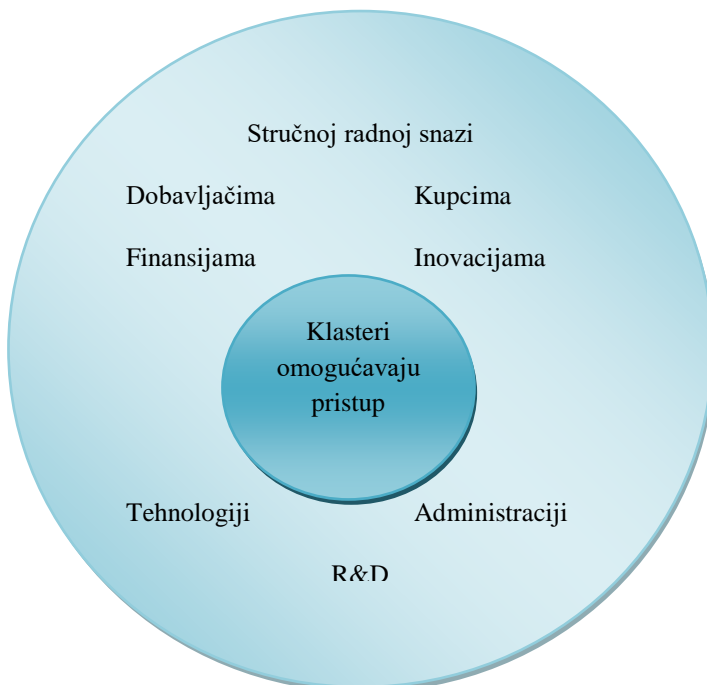 Stručnoj radnoj snazi
Dobavljačima Kupcima
Finansijama Inovacijama
Klasteri
omogućavaju
pristup
Tehnologiji Administraciji
R&D